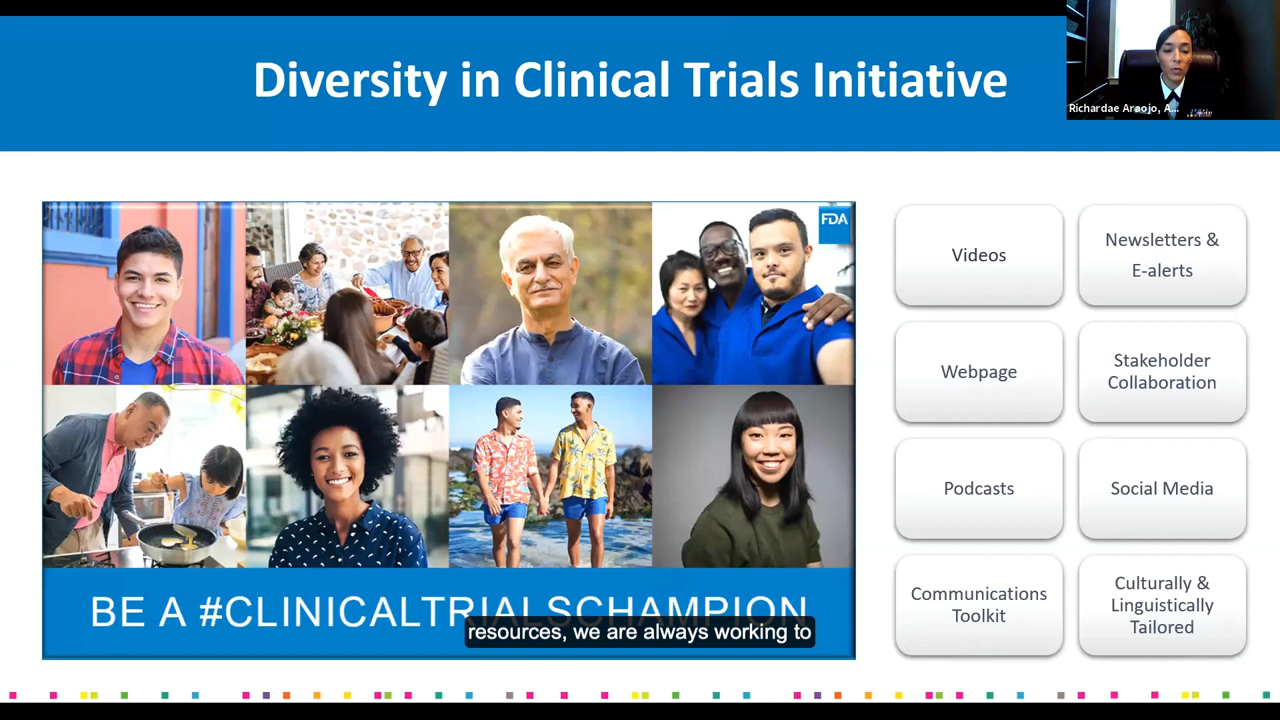 Diversity in Clinical Trials Initiative
Richardae Araojo, A...
FDA
BE A #CLINICALTRIALSCHAMPION
resources, we are always working to
Videos
Newsletters &
E-alerts
Webpage
Stakeholder
Collaboration
Podcasts
Social Media
Communications
Toolkit
Culturally &
Linguistically
Tailored